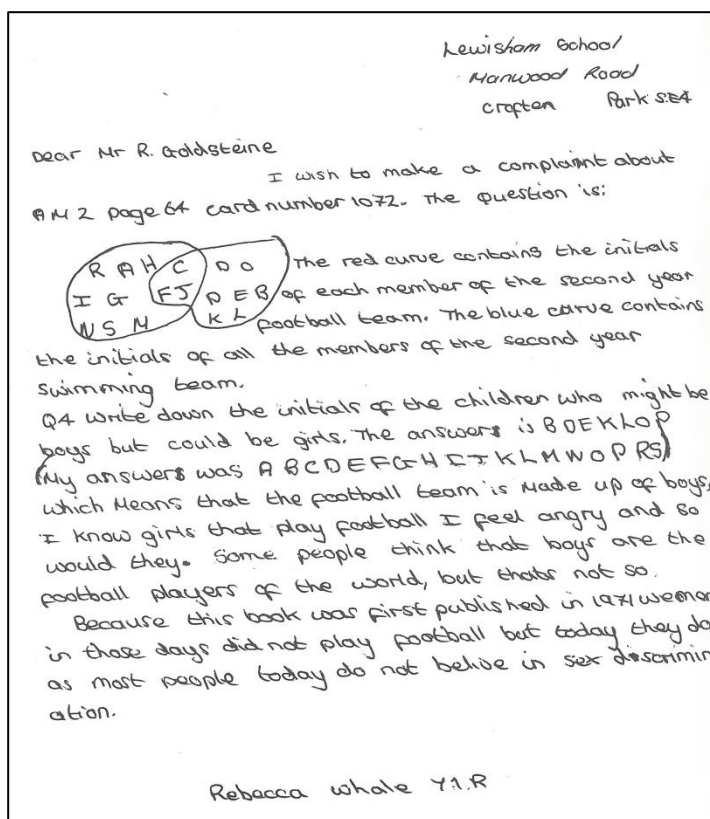 Lewisham School
Manwood Road
Crofton Park S.E4
Dear Mr R. Goldsteine
I wish to make a complaint about
A M 2 page 64 card number 1072. The question is:
R A H C D O The red curve contains the initials
I G F J P E B of each member of the second year
N S M K L football team. The blue curve contains
the initials of all the members of the second year
swimming team.
Q4 Write down the initials of the children who might be
boys but could be girls. The answers is B D E K L O P
(My answers was A B C D E F G H I J K L M N O P R S)
which Means that the football team is Made up of boys,
I know girls that play football I feel angry and so
would they. Some people think that boys are the
football players of the world, but thats not so.
Because this book was first published in 1971 wemen
in those days did not play football but today they do
as most people today do not belive in sex discrimin
ation.
Rebecca Whale Y.1.R